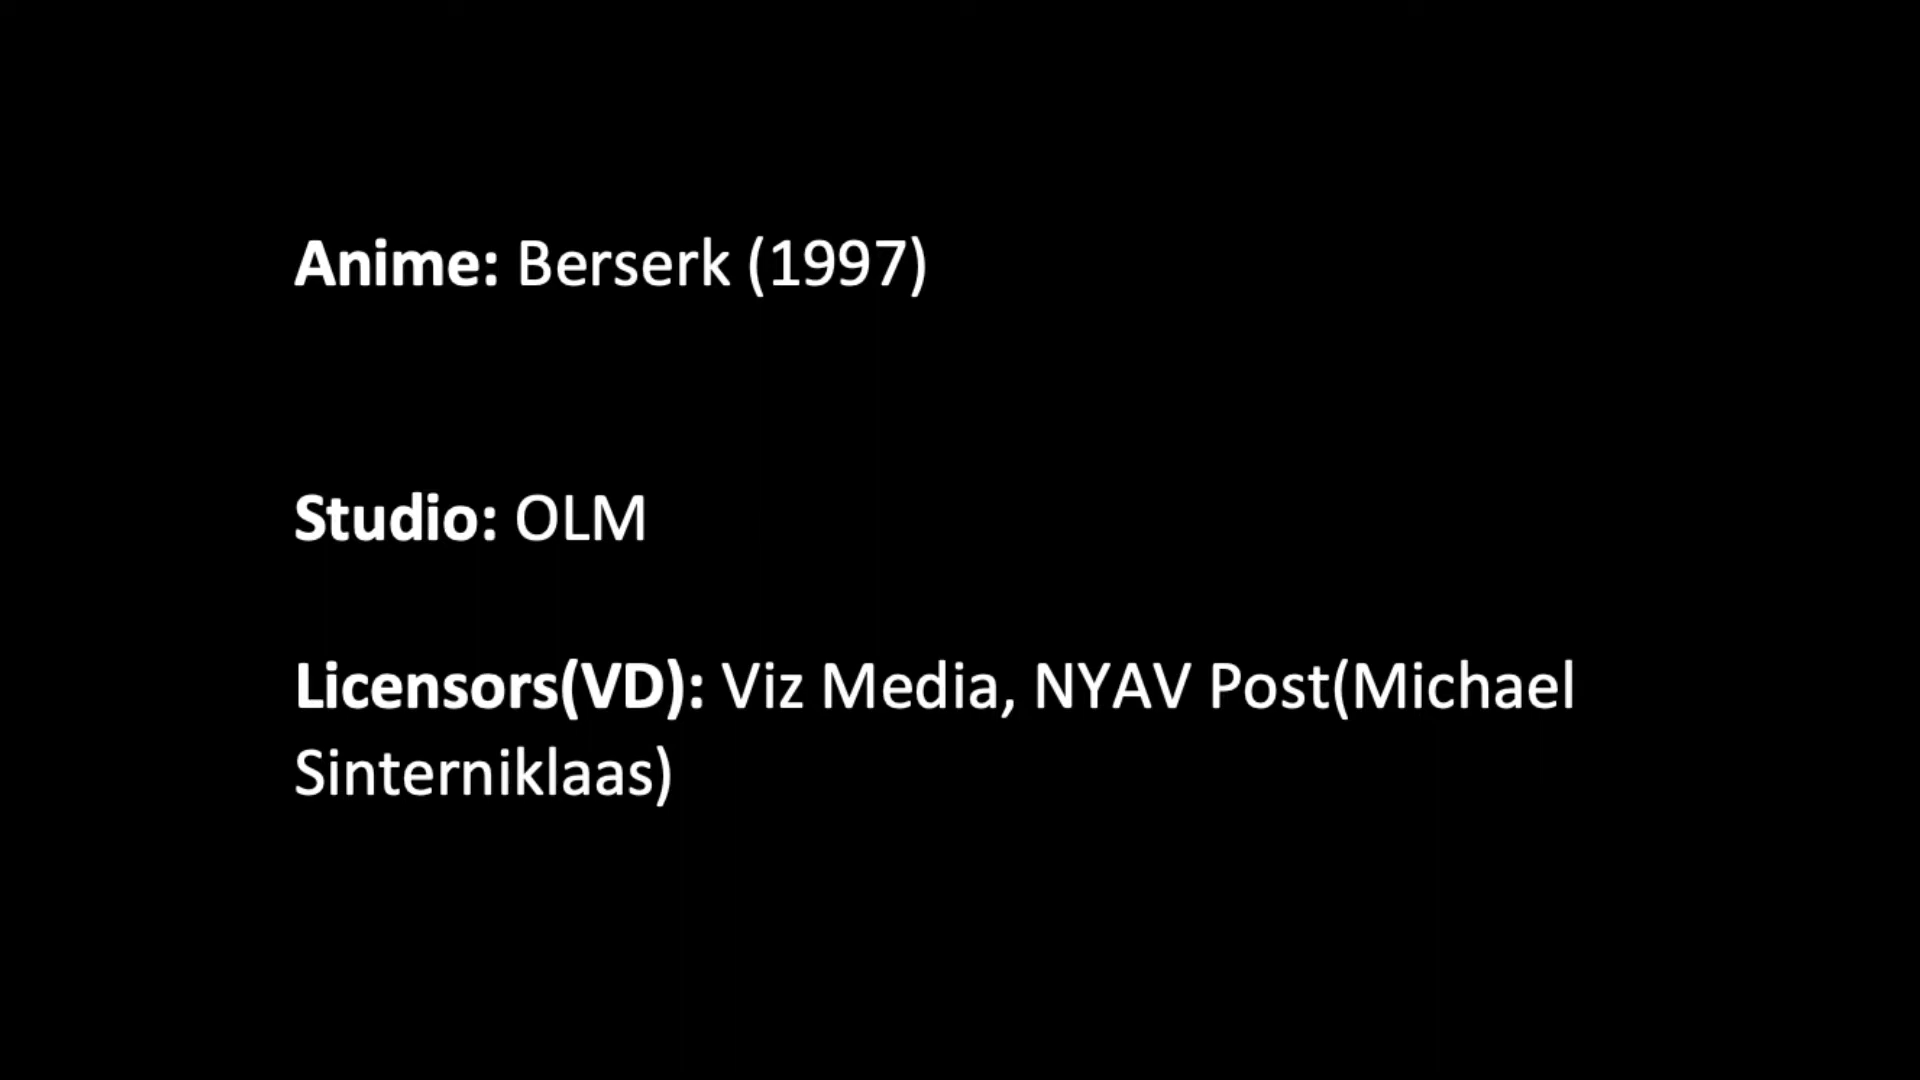 Anime: Berserk (1997)
Studio: OLM
Licensors(VD): Viz Media, NYAV Post(Michael
Sinterniklaas)